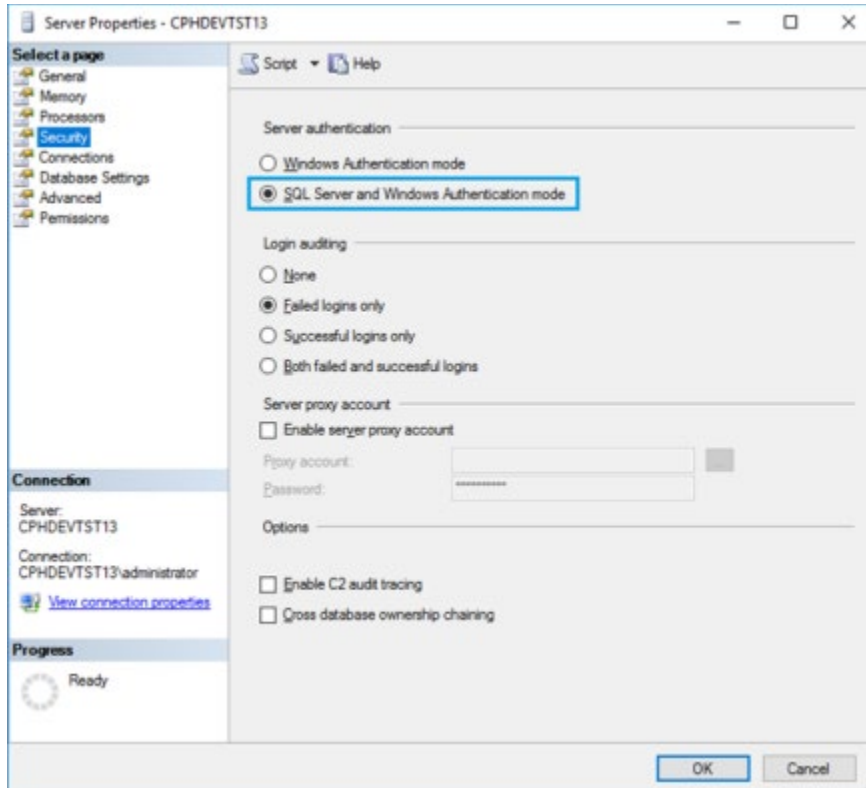 Server Properties - CPHDEVTST13
Select a page
General
Memory
Processors
Security
Connections
Database Settings
Advanced
Permissions
Script
Help
Server authentication
Windows Authentication mode
SQL Server and Windows Authentication mode
Login auditing
None
Failed logins only
Successful logins only
Both failed and successful logins
Server proxy account
Enable server proxy account
Proxy account:
...
Password:
**********
Options
Enable C2 audit tracing
Cross database ownership chaining
Connection
Server:
CPHDEVTST13
Connection:
CPHDEVTST13\administrator
View connection properties
Progress
Ready
OK
Cancel